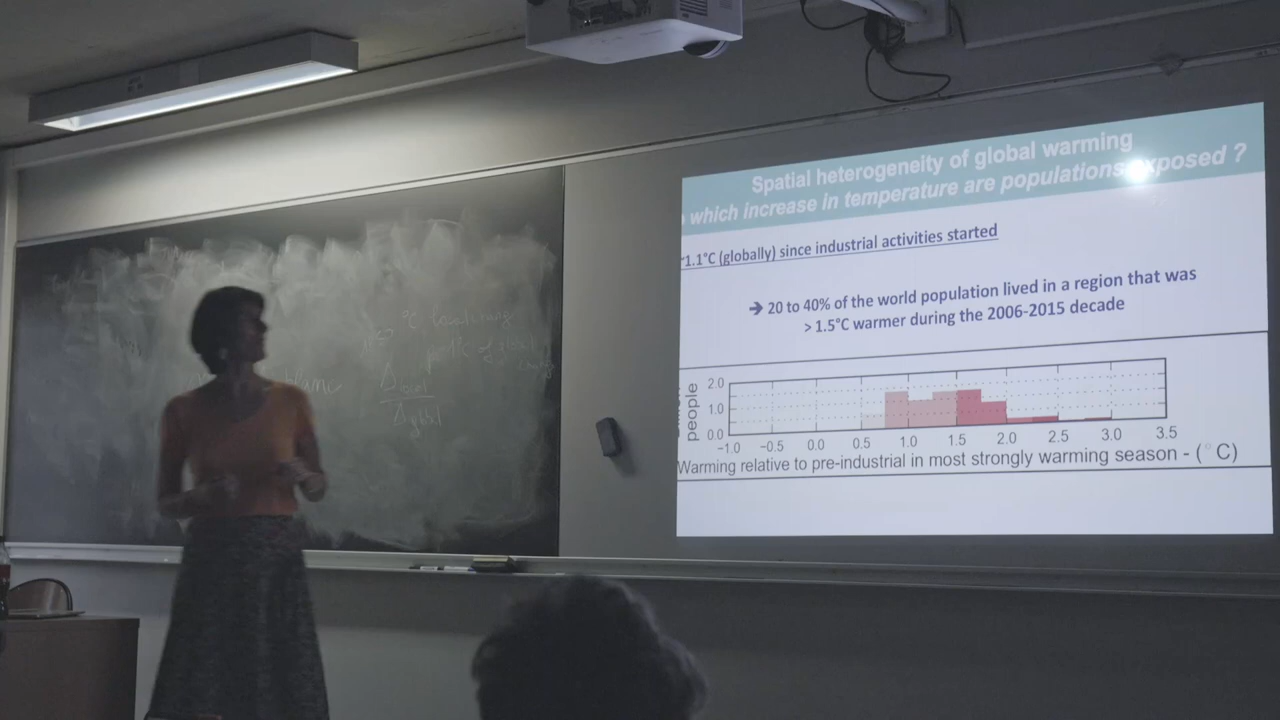 Spatial heterogeneity of global warming
which increase in temperature are populations exposed ?
1.1°C (globally) since industrial activities started
➔ 20 to 40% of the world population lived in a region that was
> 1.5°C warmer during the 2006-2015 decade
people
2.0
1.0
0.0
−1.0 −0.5 0.0 0.5 1.0 1.5 2.0 2.5 3.0 3.5
Warming relative to pre-industrial in most strongly warming season - (°C)
°C
of global
Δ
Δ